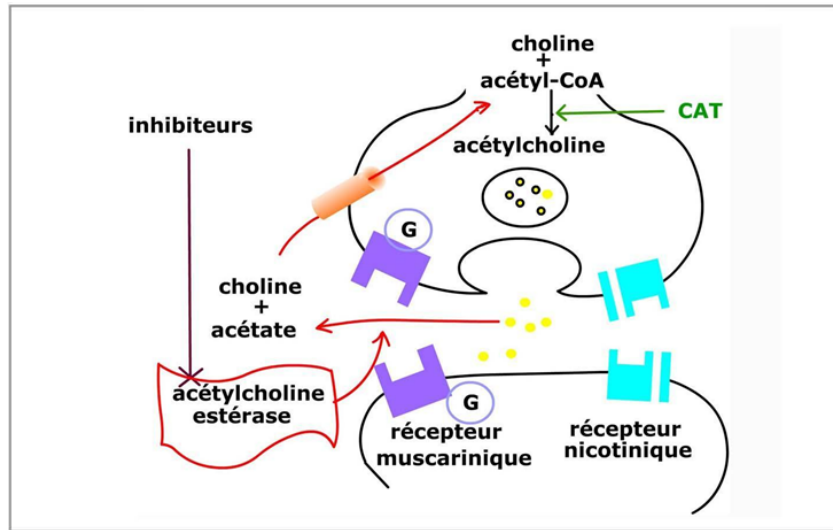 choline
+
acétyl-CoA
CAT
inhibiteurs
acétylcholine
G
choline
+
acétate
acétylcholine
estérase
G
récepteur
muscarinique
récepteur
nicotinique